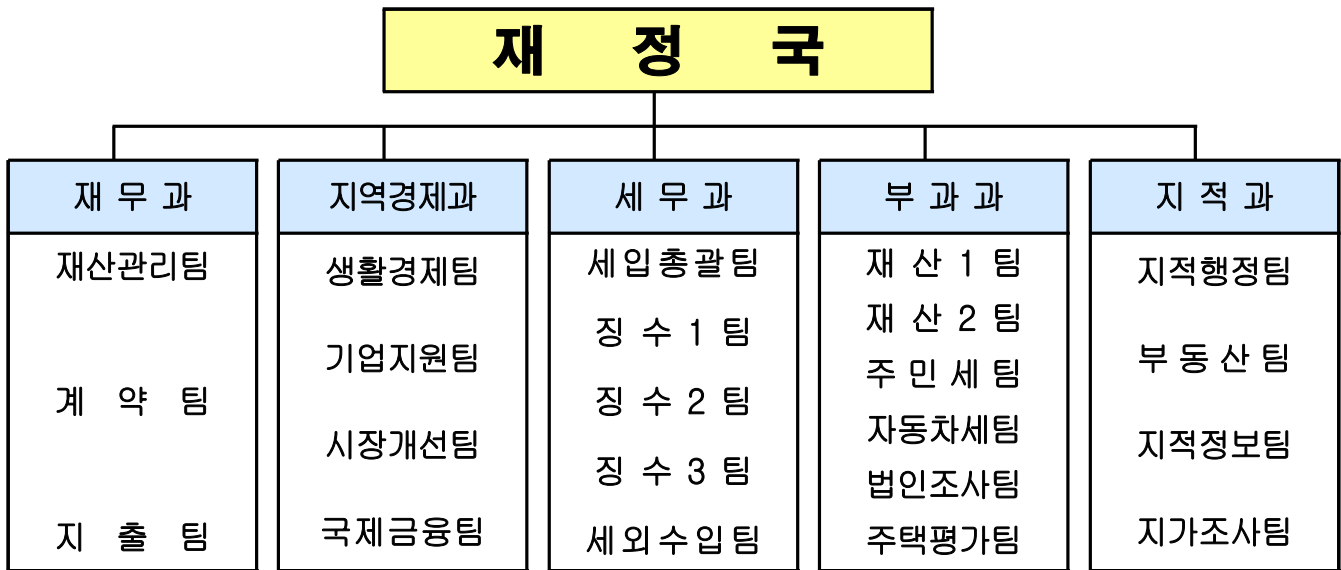 재 정 국
재 무 과
재산관리팀
계 약 팀
지 출 팀
지역경제과
생활경제팀
기업지원팀
시장개선팀
국제금융팀
세 무 과
세입총괄팀
징 수 1 팀
징 수 2 팀
징 수 3 팀
세외수입팀
부 과 과
재 산 1 팀
재 산 2 팀
주 민 세 팀
자동차세팀
법인조사팀
주택평가팀
지 적 과
지적행정팀
부 동 산 팀
지적정보팀
지가조사팀